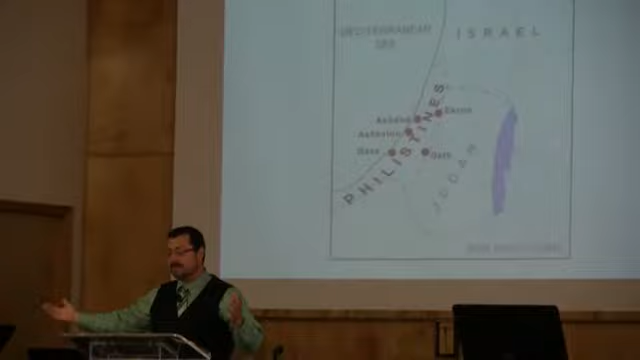 MEDITERRANEAN
SEA
ISRAEL
Ashdod
Ekron
Ashkelon
Gaza
Gath
PHILISTINES
JUDAH